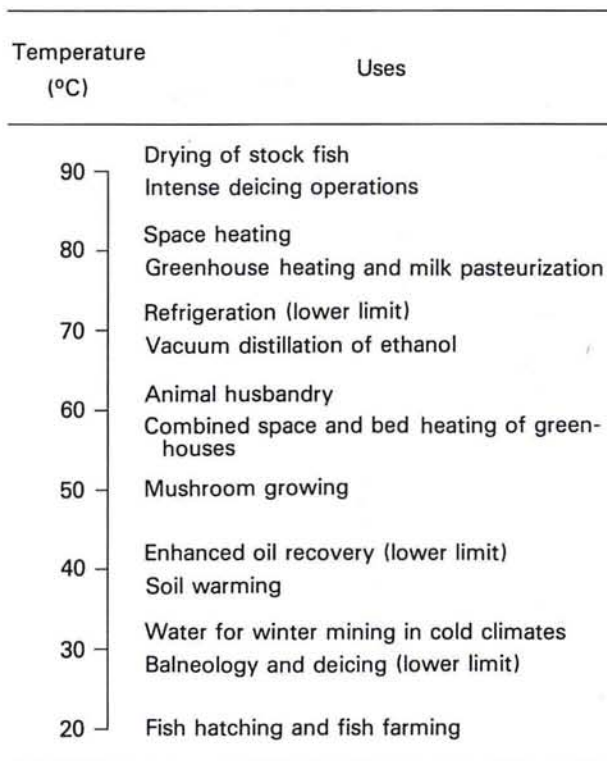 Temperature
(ºC)
Uses
Drying of stock fish
90
Intense deicing operations
Space heating
80
Greenhouse heating and milk pasteurization
Refrigeration (lower limit)
70
Vacuum distillation of ethanol
Animal husbandry
60
Combined space and bed heating of green-
houses
50 Mushroom growing
Enhanced oil recovery (lower limit)
40
Soil warming
Water for winter mining in cold climates
30
Balneology and deicing (lower limit)
20 Fish hatching and fish farming